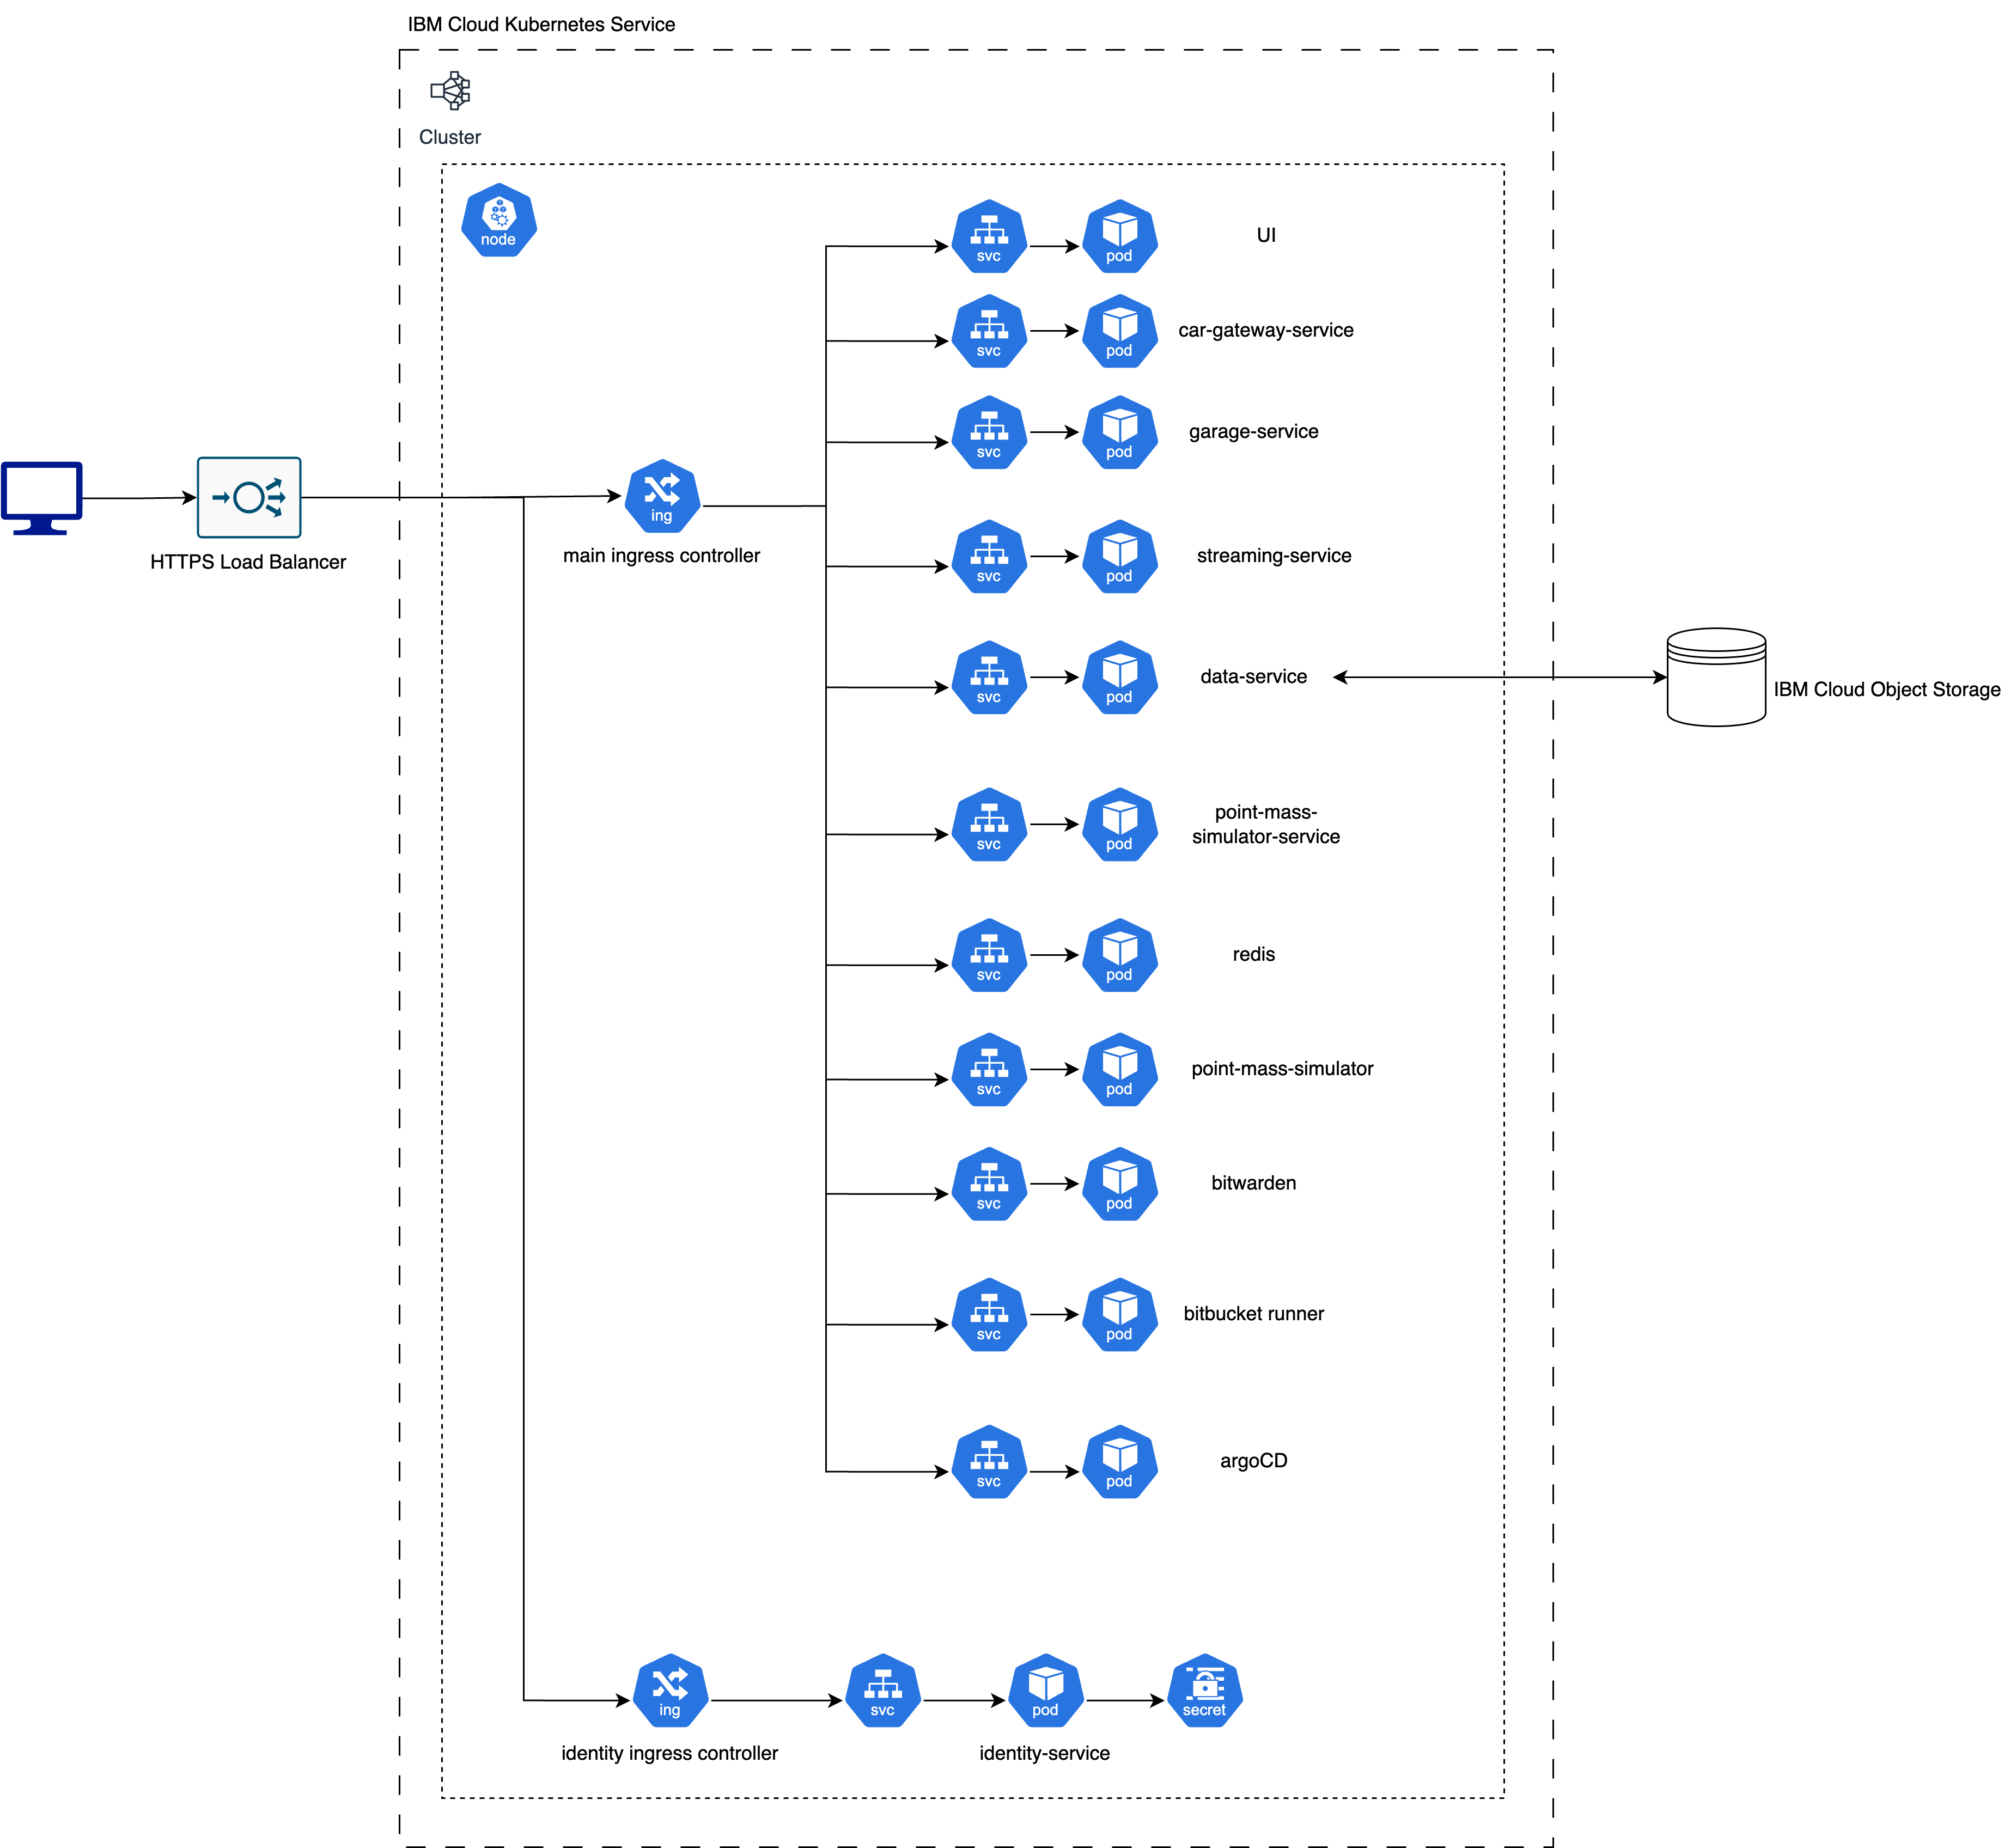 IBM Cloud Kubernetes Service
Cluster
node
svc
pod
UI
svc
pod
car-gateway-service
svc
pod
garage-service
HTTPS Load Balancer
ing
main ingress controller
svc
pod
streaming-service
svc
pod
data-service
IBM Cloud Object Storage
svc
pod
point-mass-
simulator-service
svc
pod
redis
svc
pod
point-mass-simulator
svc
pod
bitwarden
svc
pod
bitbucket runner
svc
pod
argoCD
ing
identity ingress controller
svc
pod
identity-service
secret